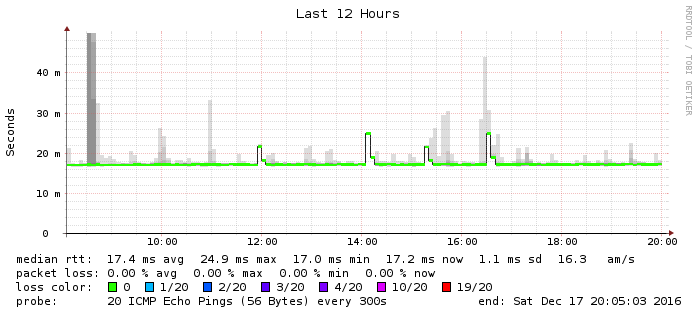 Last 12 Hours
RRDTOOL / TOBI OETIKER
Seconds
40 m
30 m
20 m
10 m
0
10:00 12:00 14:00 16:00 18:00 20:00
median rtt: 17.4 ms avg 24.9 ms max 17.0 ms min 17.2 ms now 1.1 ms sd 16.3 am/s
packet loss: 0.00 % avg 0.00 % max 0.00 % min 0.00 % now
loss color: 0 1/20 2/20 3/20 4/20 10/20 19/20
probe: 20 ICMP Echo Pings (56 Bytes) every 300s end: Sat Dec 17 20:05:03 2016